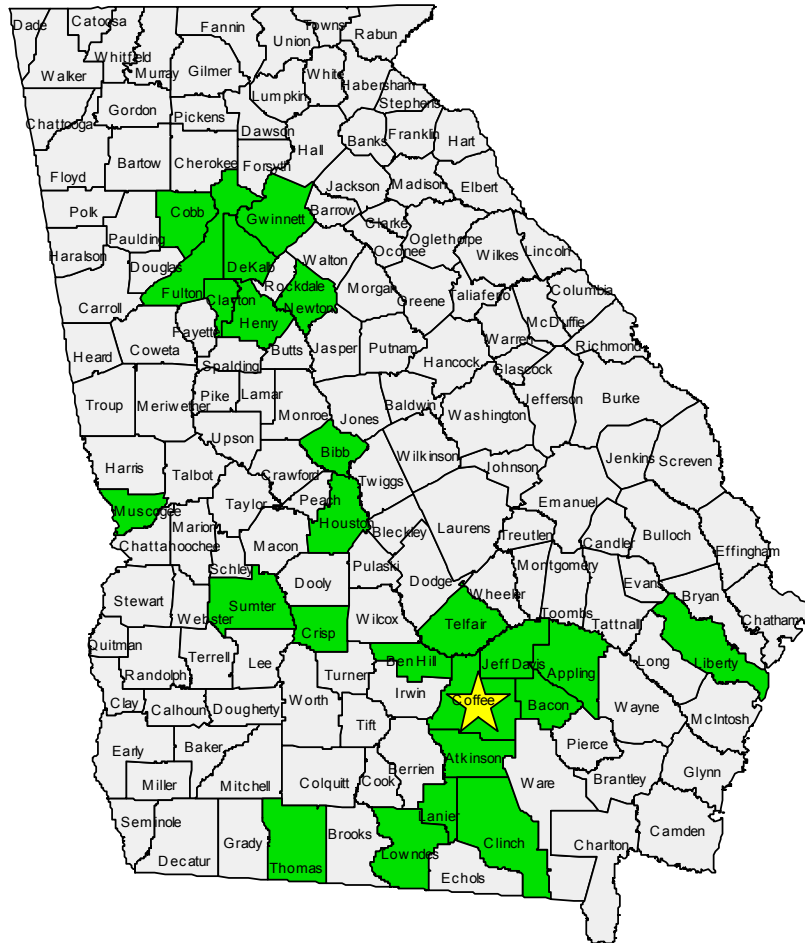 Dade
Catoosa
Fannin
Towns
Rabun
Union
Whitfield
Walker
Murray
Gilmer
White
Habersham
Lumpkin
Stephens
Chattooga
Gordon
Pickens
Dawson
Banks
Franklin
Hart
Hall
Floyd
Bartow
Cherokee
Forsyth
Jackson
Madison
Elbert
Polk
Cobb
Gwinnett
Barrow
Clarke
Oglethorpe
Paulding
Oconee
Wilkes
Lincoln
Haralson
Douglas
DeKalb
Walton
Rockdale
Morgan
Greene
Taliaferro
Columbia
Carroll
Fulton
Clayton
Newton
McDuffie
Henry
Fayette
Warren
Richmond
Heard
Coweta
Butts
Jasper
Putnam
Hancock
Spalding
Glascock
Troup
Meriwether
Pike
Lamar
Monroe
Jones
Baldwin
Washington
Jefferson
Burke
Upson
Bibb
Wilkinson
Harris
Talbot
Crawford
Twiggs
Johnson
Jenkins
Screven
Muscogee
Taylor
Peach
Houston
Emanuel
Marion
Bleckley
Laurens
Treutlen
Candler
Bulloch
Chattahoochee
Macon
Effingham
Schley
Dooly
Pulaski
Dodge
Wheeler
Montgomery
Evans
Bryan
Stewart
Webster
Sumter
Crisp
Wilcox
Telfair
Toombs
Tattnall
Chatham
Quitman
Randolph
Terrell
Lee
Turner
Ben Hill
Jeff Davis
Appling
Long
Liberty
Clay
Calhoun
Dougherty
Worth
Irwin
Coffee
Bacon
Wayne
McIntosh
Tift
Early
Baker
Pierce
Miller
Mitchell
Colquitt
Cook
Berrien
Atkinson
Ware
Brantley
Glynn
Seminole
Lanier
Decatur
Grady
Thomas
Brooks
Lowndes
Clinch
Charlton
Camden
Echols